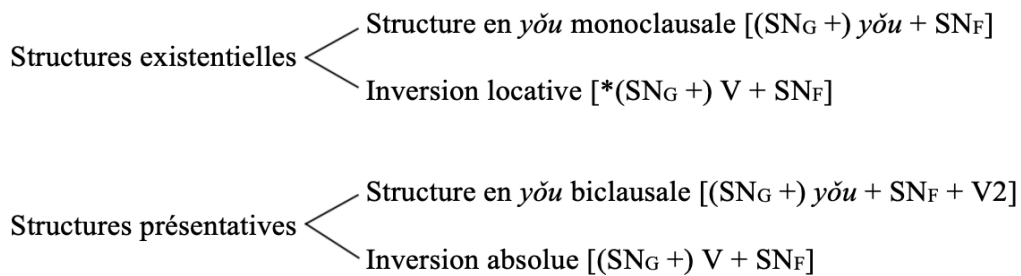 Structure en yǒu monoclausale [(SNG +) yǒu + SNF]
Structures existentielles
Inversion locative [*(SNG +) V + SNF]
Structure en yǒu biclausale [(SNG +) yǒu + SNF + V2]
Structures présentatives
Inversion absolue [(SNG +) V + SNF]